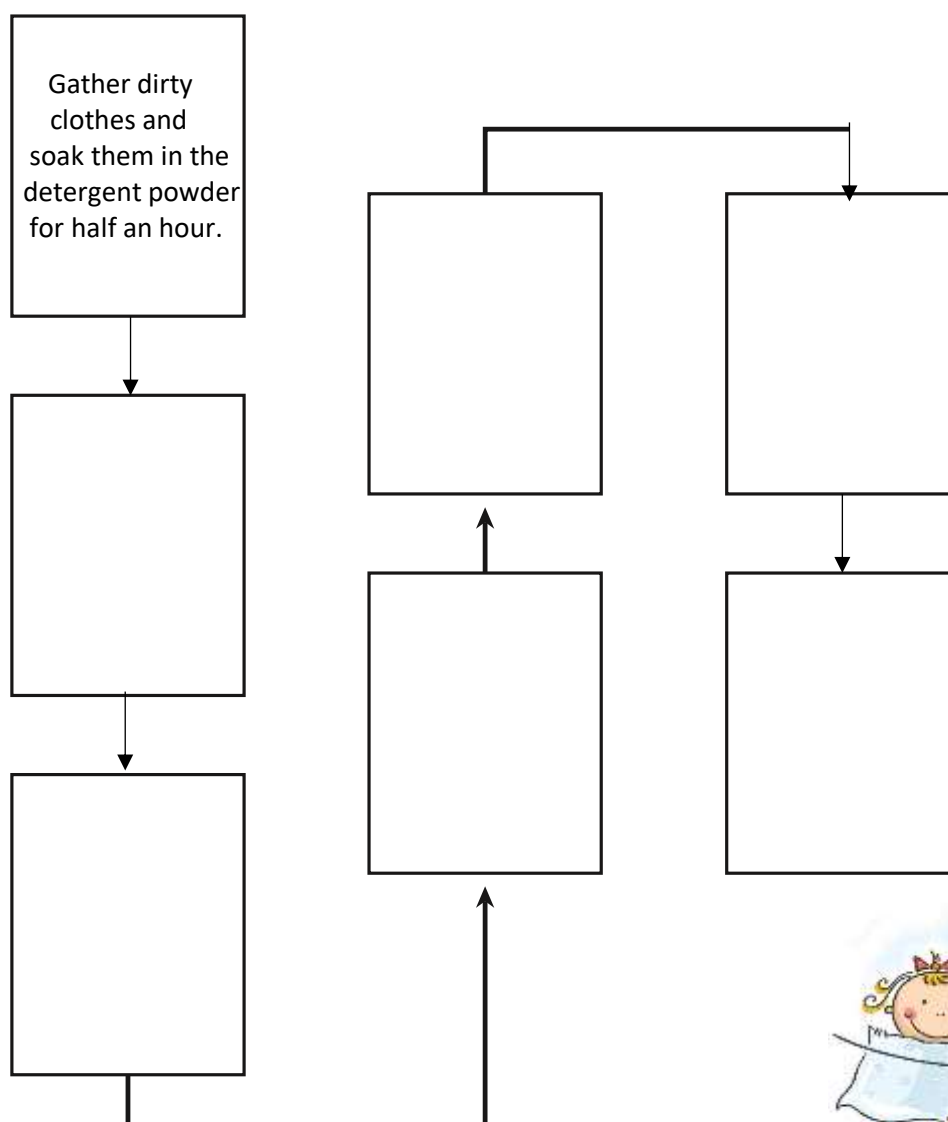 Gather dirty
clothes and
soak them in the
detergent powder
for half an hour.